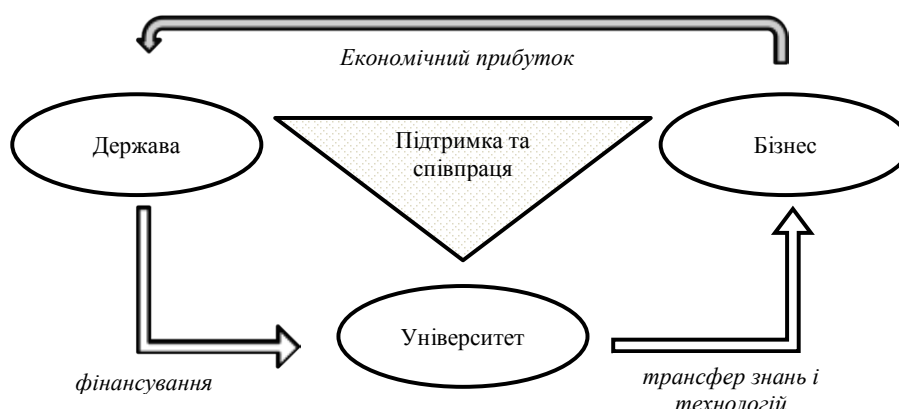 Економічний прибуток
Держава
Підтримка та
співпраця
Бізнес
Університет
фінансування
трансфер знань і
технологій